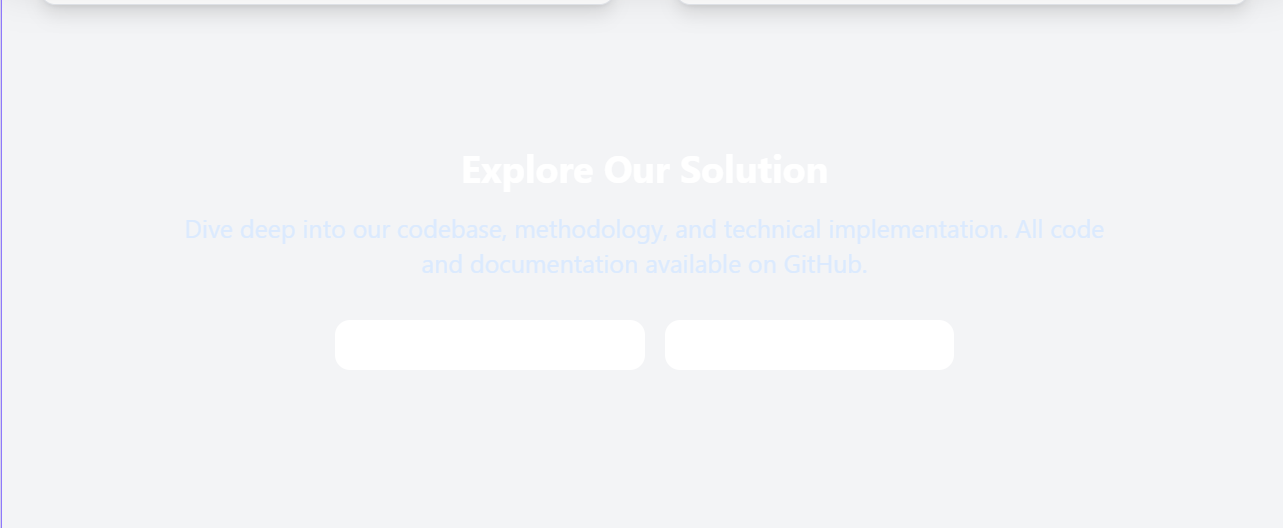 Explore Our Solution
Dive deep into our codebase, methodology, and technical implementation. All code
and documentation available on GitHub.